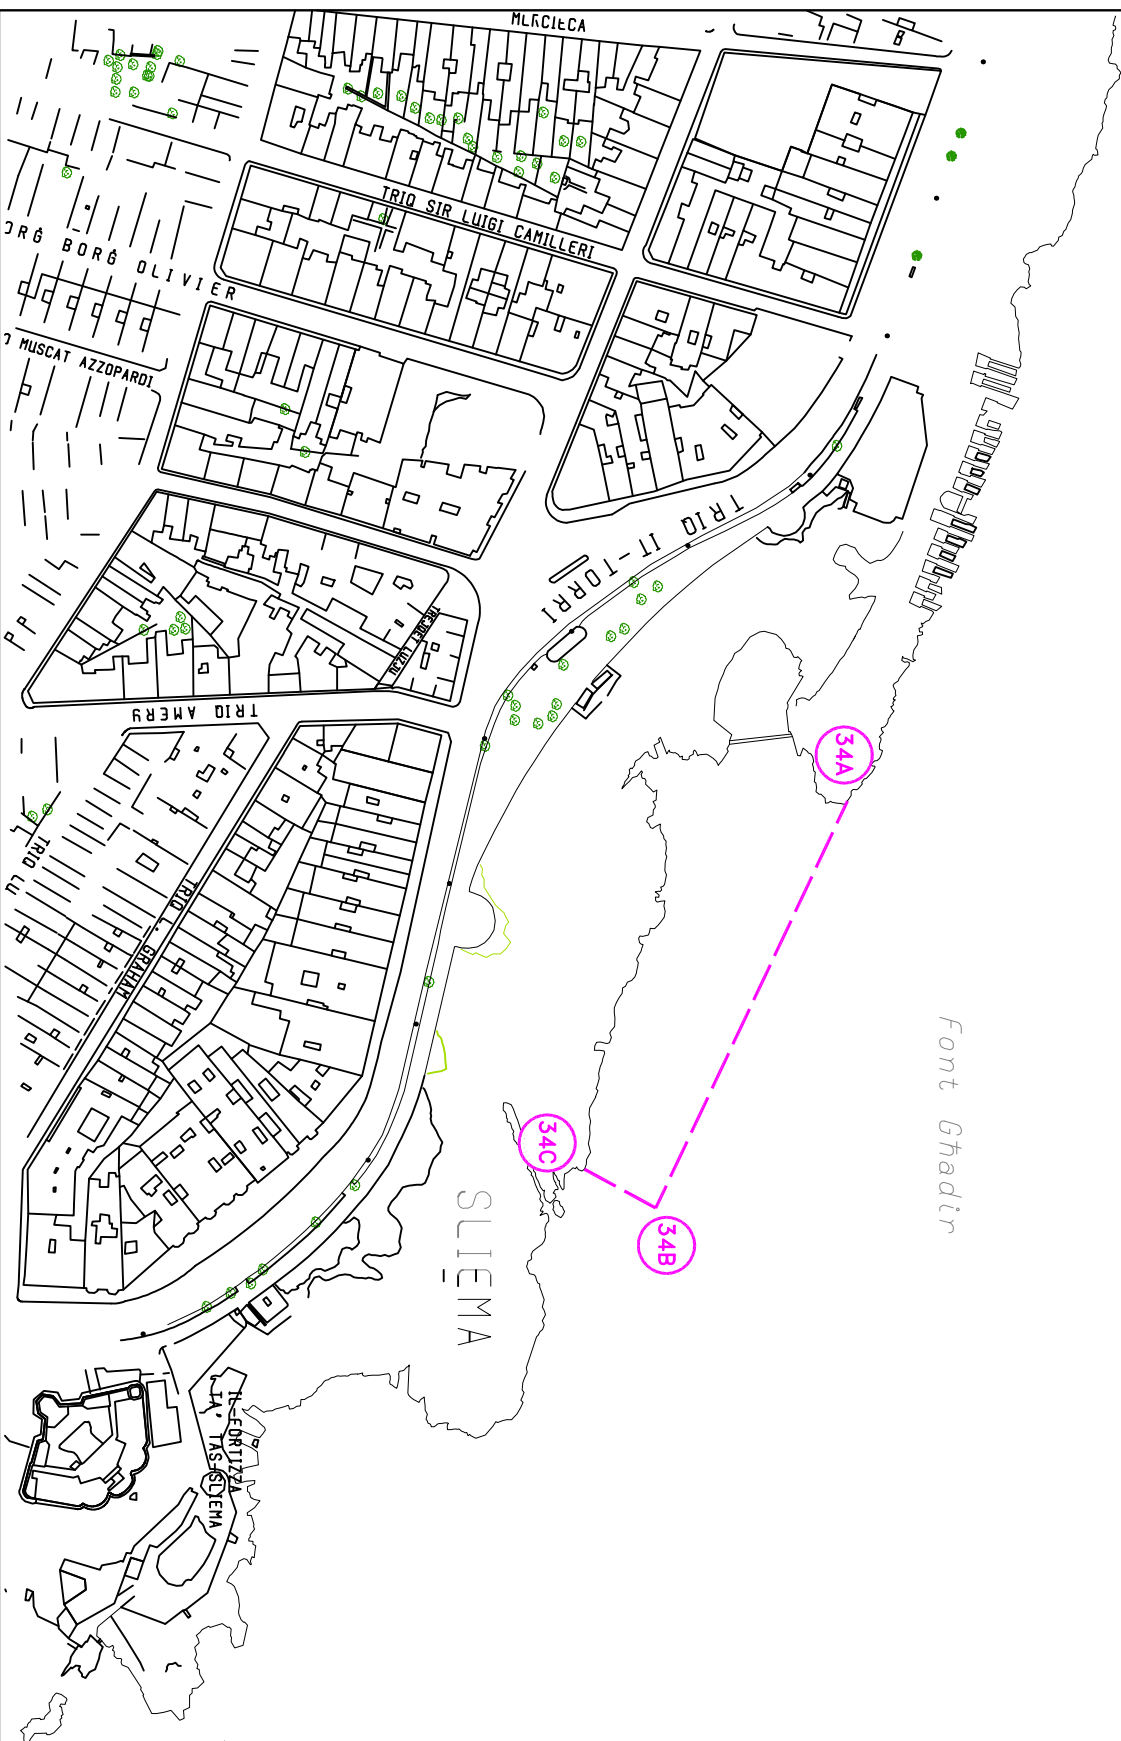 TRIQ SIR LUIGI CAMILLERI
BORĠ OLIVIER
MUSCAT AZZOPARDI
TRIQ IT-TORRI
TRIQ AMERY
34A
TRIQ L. GRAHAM
Font Għadir
34C
34B
SLIEMA
IL-FORTIZZA
TA' TAS-SLIEMA